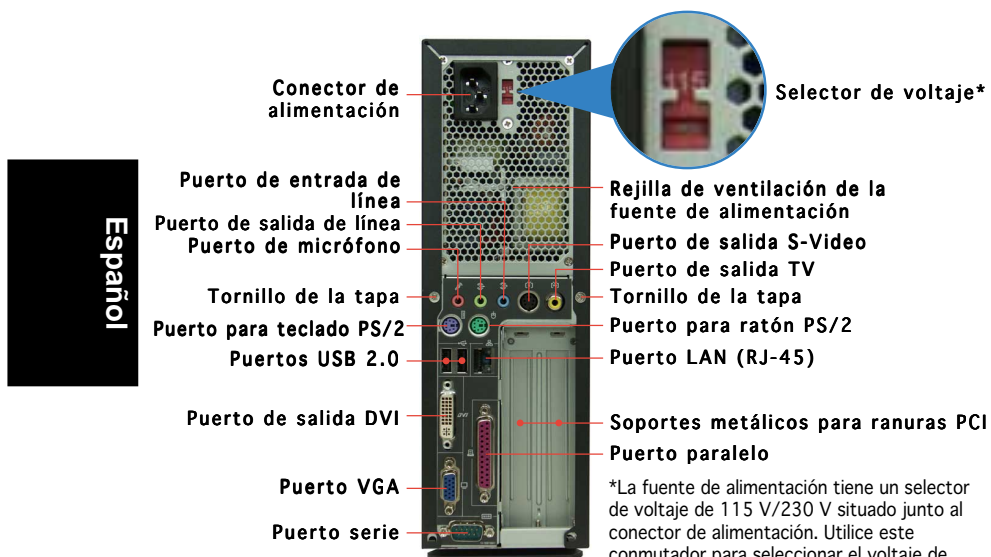 Conector de
alimentación
115
Selector de voltaje*
Español
Puerto de entrada de
línea
Puerto de salida de línea
Puerto de micrófono
Rejilla de ventilación de la
fuente de alimentación
Puerto de salida S-Video
Puerto de salida TV
Tornillo de la tapa
Tornillo de la tapa
Puerto para teclado PS/2
Puerto para ratón PS/2
Puertos USB 2.0
Puerto LAN (RJ-45)
Puerto de salida DVI
DVI
Soportes metálicos para ranuras PCI
Puerto paralelo
Puerto VGA
Puerto serie
*La fuente de alimentación tiene un selector
de voltaje de 115 V/230 V situado junto al
conector de alimentación. Utilice este
conmutador para seleccionar el voltaje de